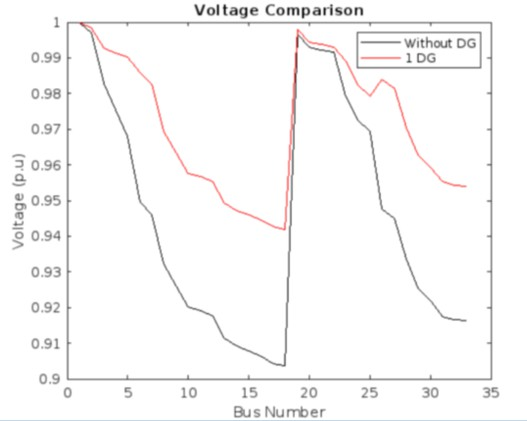 Voltage Comparison
1
0.99
0.98
0.97
0.96
0.95
0.94
0.93
0.92
0.91
0.9
Voltage (p.u)
Without DG
1 DG
0 5 10 15 20 25 30 35
Bus Number